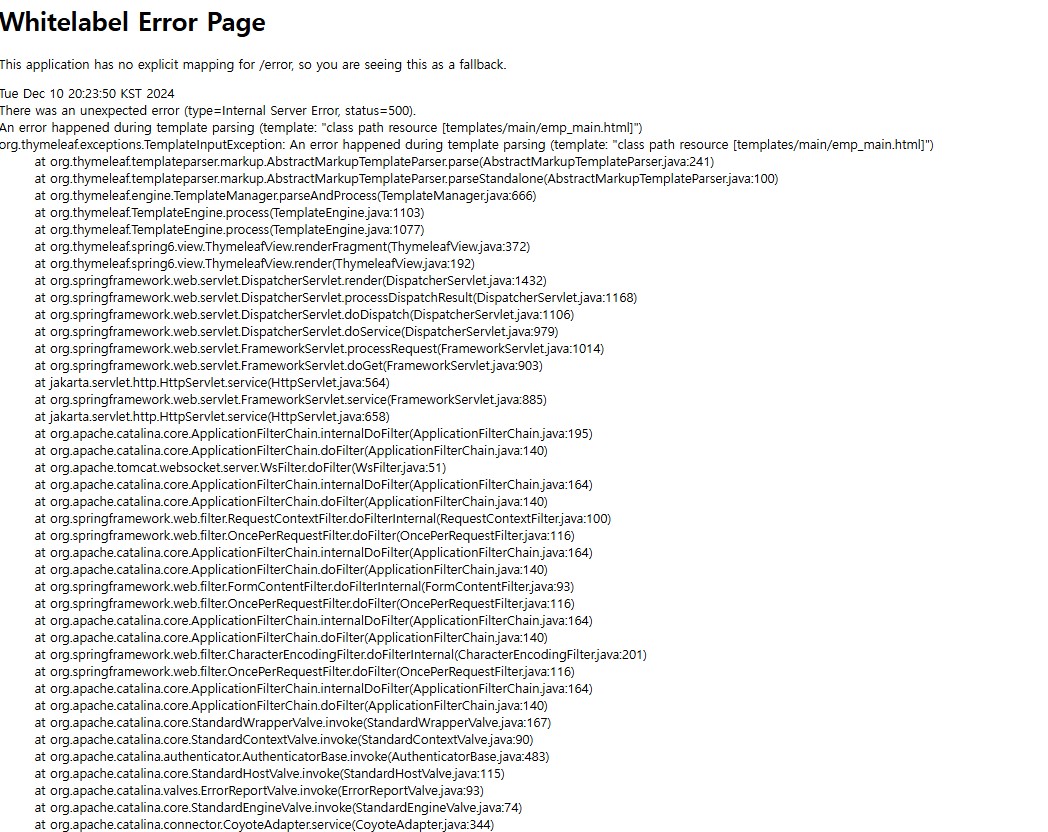 Whitelabel Error Page
This application has no explicit mapping for /error, so you are seeing this as a fallback.
Tue Dec 10 20:23:50 KST 2024
There was an unexpected error (type=Internal Server Error, status=500).
An error happened during template parsing (template: "class path resource [templates/main/emp_main.html]")
org.thymeleaf.exceptions.TemplateInputException: An error happened during template parsing (template: "class path resource [templates/main/emp_main.html]")
at org.thymeleaf.templateparser.markup.AbstractMarkupTemplateParser.parse(AbstractMarkupTemplateParser.java:241)
at org.thymeleaf.templateparser.markup.AbstractMarkupTemplateParser.parseStandalone(AbstractMarkupTemplateParser.java:100)
at org.thymeleaf.engine.TemplateManager.parseAndProcess(TemplateManager.java:666)
at org.thymeleaf.TemplateEngine.process(TemplateEngine.java:1103)
at org.thymeleaf.TemplateEngine.process(TemplateEngine.java:1077)
at org.thymeleaf.spring6.view.ThymeleafView.renderFragment(ThymeleafView.java:372)
at org.thymeleaf.spring6.view.ThymeleafView.render(ThymeleafView.java:192)
at org.springframework.web.servlet.DispatcherServlet.render(DispatcherServlet.java:1432)
at org.springframework.web.servlet.DispatcherServlet.processDispatchResult(DispatcherServlet.java:1168)
at org.springframework.web.servlet.DispatcherServlet.doDispatch(DispatcherServlet.java:1106)
at org.springframework.web.servlet.DispatcherServlet.doService(DispatcherServlet.java:979)
at org.springframework.web.servlet.FrameworkServlet.processRequest(FrameworkServlet.java:1014)
at org.springframework.web.servlet.FrameworkServlet.doGet(FrameworkServlet.java:903)
at jakarta.servlet.http.HttpServlet.service(HttpServlet.java:564)
at org.springframework.web.servlet.FrameworkServlet.service(FrameworkServlet.java:885)
at jakarta.servlet.http.HttpServlet.service(HttpServlet.java:658)
at org.apache.catalina.core.ApplicationFilterChain.internalDoFilter(ApplicationFilterChain.java:195)
at org.apache.catalina.core.ApplicationFilterChain.doFilter(ApplicationFilterChain.java:140)
at org.apache.tomcat.websocket.server.WsFilter.doFilter(WsFilter.java:51)
at org.apache.catalina.core.ApplicationFilterChain.internalDoFilter(ApplicationFilterChain.java:164)
at org.apache.catalina.core.ApplicationFilterChain.doFilter(ApplicationFilterChain.java:140)
at org.springframework.web.filter.RequestContextFilter.doFilterInternal(RequestContextFilter.java:100)
at org.springframework.web.filter.OncePerRequestFilter.doFilter(OncePerRequestFilter.java:116)
at org.apache.catalina.core.ApplicationFilterChain.internalDoFilter(ApplicationFilterChain.java:164)
at org.apache.catalina.core.ApplicationFilterChain.doFilter(ApplicationFilterChain.java:140)
at org.springframework.web.filter.FormContentFilter.doFilterInternal(FormContentFilter.java:93)
at org.springframework.web.filter.OncePerRequestFilter.doFilter(OncePerRequestFilter.java:116)
at org.apache.catalina.core.ApplicationFilterChain.internalDoFilter(ApplicationFilterChain.java:164)
at org.apache.catalina.core.ApplicationFilterChain.doFilter(ApplicationFilterChain.java:140)
at org.springframework.web.filter.CharacterEncodingFilter.doFilterInternal(CharacterEncodingFilter.java:201)
at org.springframework.web.filter.OncePerRequestFilter.doFilter(OncePerRequestFilter.java:116)
at org.apache.catalina.core.ApplicationFilterChain.internalDoFilter(ApplicationFilterChain.java:164)
at org.apache.catalina.core.ApplicationFilterChain.doFilter(ApplicationFilterChain.java:140)
at org.apache.catalina.core.StandardWrapperValve.invoke(StandardWrapperValve.java:167)
at org.apache.catalina.core.StandardContextValve.invoke(StandardContextValve.java:90)
at org.apache.catalina.authenticator.AuthenticatorBase.invoke(AuthenticatorBase.java:483)
at org.apache.catalina.core.StandardHostValve.invoke(StandardHostValve.java:115)
at org.apache.catalina.valves.ErrorReportValve.invoke(ErrorReportValve.java:93)
at org.apache.catalina.core.StandardEngineValve.invoke(StandardEngineValve.java:74)
at org.apache.catalina.connector.CoyoteAdapter.service(CoyoteAdapter.java:344)